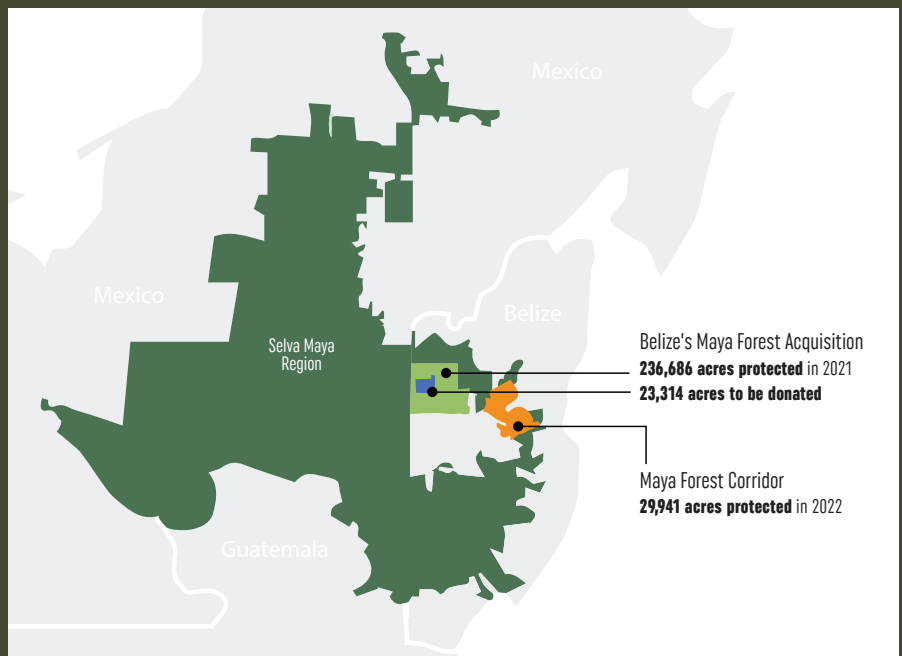 Mexico
Mexico
Belize
Selva Maya
Region
Belize's Maya Forest Acquisition
236,686 acres protected in 2021
23,314 acres to be donated
Maya Forest Corridor
29,941 acres protected in 2022
Guatemala